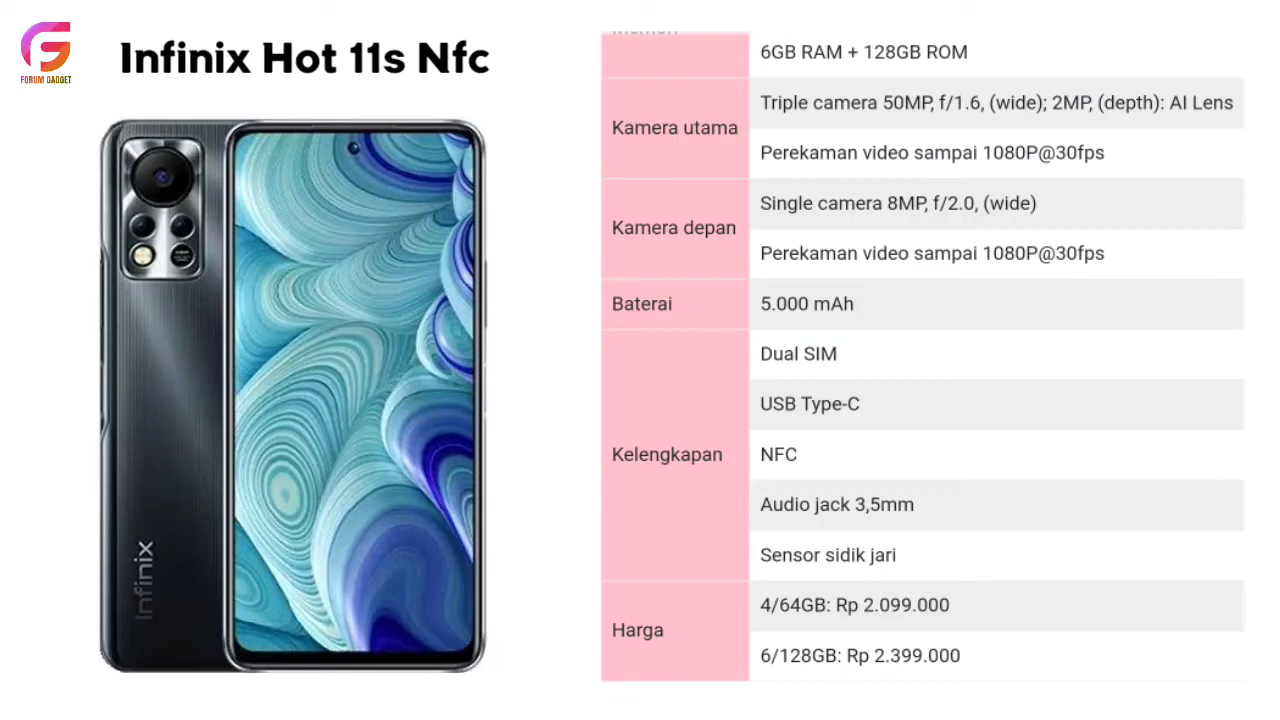 FORUM GADGET
Infinix Hot 11s Nfc
Infinix
6GB RAM + 128GB ROM
Kamera utama
Triple camera 50MP, f/1.6, (wide); 2MP, (depth): AI Lens
Perekaman video sampai 1080P@30fps
Kamera depan
Single camera 8MP, f/2.0, (wide)
Perekaman video sampai 1080P@30fps
Baterai
5.000 mAh
Kelengkapan
Dual SIM
USB Type-C
NFC
Audio jack 3,5mm
Sensor sidik jari
Harga
4/64GB: Rp 2.099.000
6/128GB: Rp 2.399.000